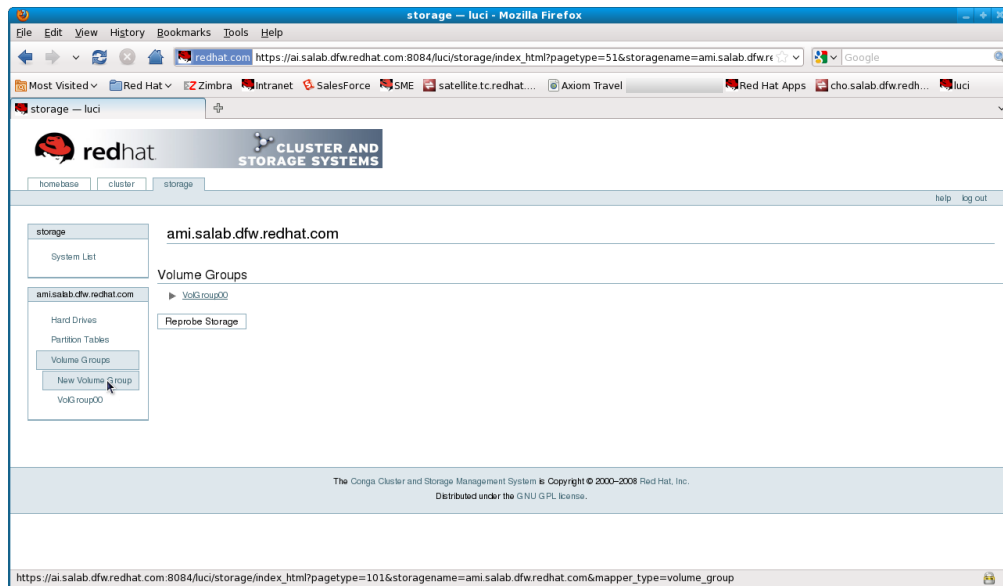 storage — luci - Mozilla Firefox
File Edit View History Bookmarks Tools Help
redhat.com https://ai.salab.dfw.redhat.com:8084/luci/storage/index_html?pagetype=51&storagename=ami.salab.dfw.re Google
Most Visited Red Hat Zimbra Intranet SalesForce SME satellite.tc.redhat.... Axiom Travel Red Hat Apps cho.salab.dfw.redh... luci
storage — luci
redhat. CLUSTER AND
STORAGE SYSTEMS
homebase cluster storage
help log out
storage
System List
ami.salab.dfw.redhat.com
Hard Drives
Partition Tables
Volume Groups
New Volume Group
VolGroup00
ami.salab.dfw.redhat.com
Volume Groups
VolGroup00
Reprobe Storage
The Conga Cluster and Storage Management System is Copyright © 2000–2008 Red Hat, Inc.
Distributed under the GNU GPL license.
https://ai.salab.dfw.redhat.com:8084/luci/storage/index_html?pagetype=101&storagename=ami.salab.dfw.redhat.com&mapper_type=volume_group